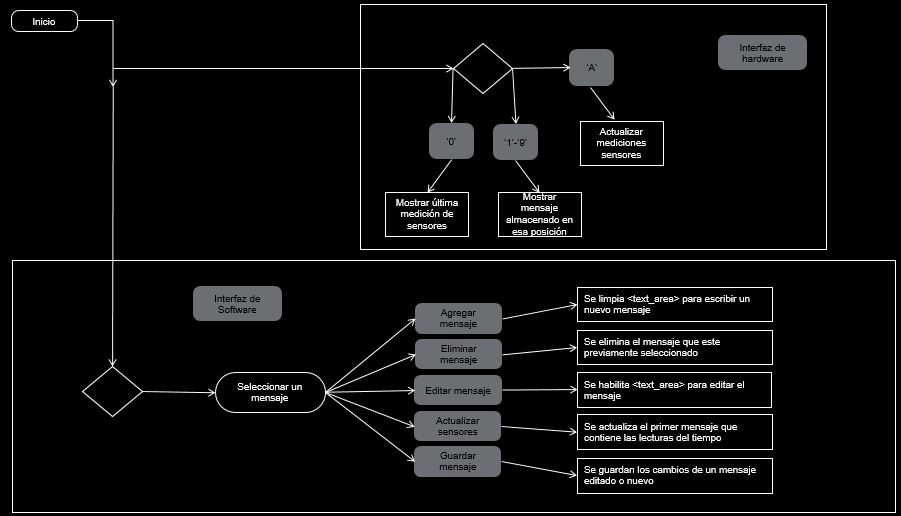 Inicio
Interfaz de
hardware
'A'
Actualizar
mediciones
sensores
'0'
'1'-'9'
Mostrar última
medición de
sensores
Mostrar
mensaje
almacenado en
esa posición
Interfaz de
Software
Seleccionar un
mensaje
Agregar
mensaje
Se limpia <text_area> para escribir un
nuevo mensaje
Eliminar
mensaje
Se elimina el mensaje que este
previamente seleccionado
Editar mensaje
Se habilita <text_area> para editar el
mensaje
Actualizar
sensores
Se actualiza el primer mensaje que
contiene las lecturas del tiempo
Guardar
mensaje
Se guardan los cambios de un mensaje
editado o nuevo